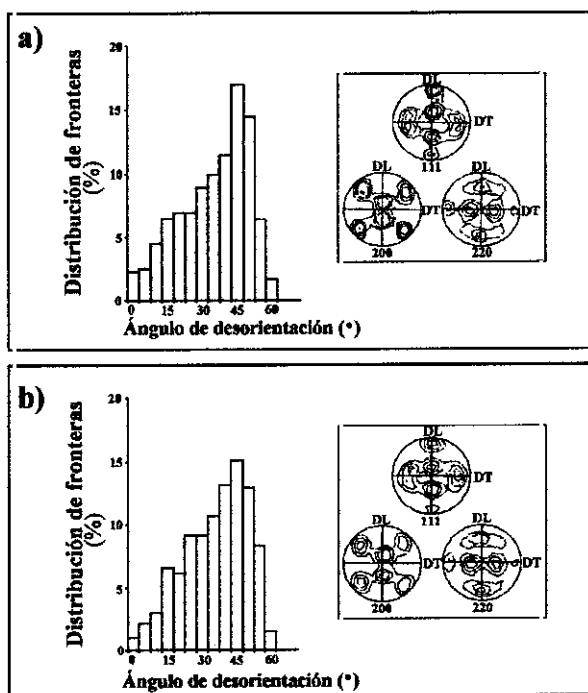 a)
Distribución de fronteras
(%)
20
15
10
5
0
0 15 30 45 60
Ángulo de desorientación (°)
DL
DT
111
DL
DT
200
DL
DT
220
b)
Distribución de fronteras
(%)
20
15
10
5
0
0 15 30 45 60
Ángulo de desorientación (°)
DL
DT
111
DL
DT
200
DL
DT
220